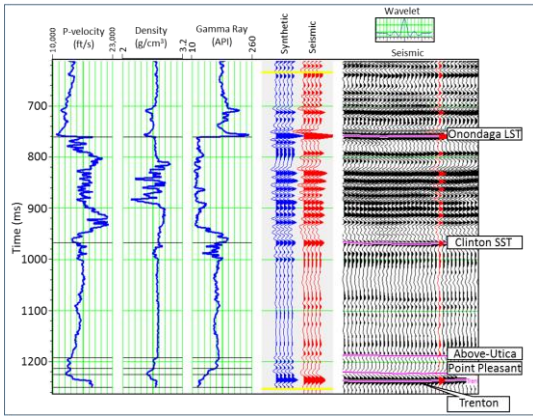 Wavelet
P-velocity
(ft/s)
Density
(g/cm³)
Gamma Ray
(API)
Synthetic
Seismic
Seismic
10,000
23,000
2
3.2
10
260
700
800
900
1000
1100
1200
Time (ms)
Onondaga LST
Clinton SST
Above-Utica
Point Pleasant
Trenton